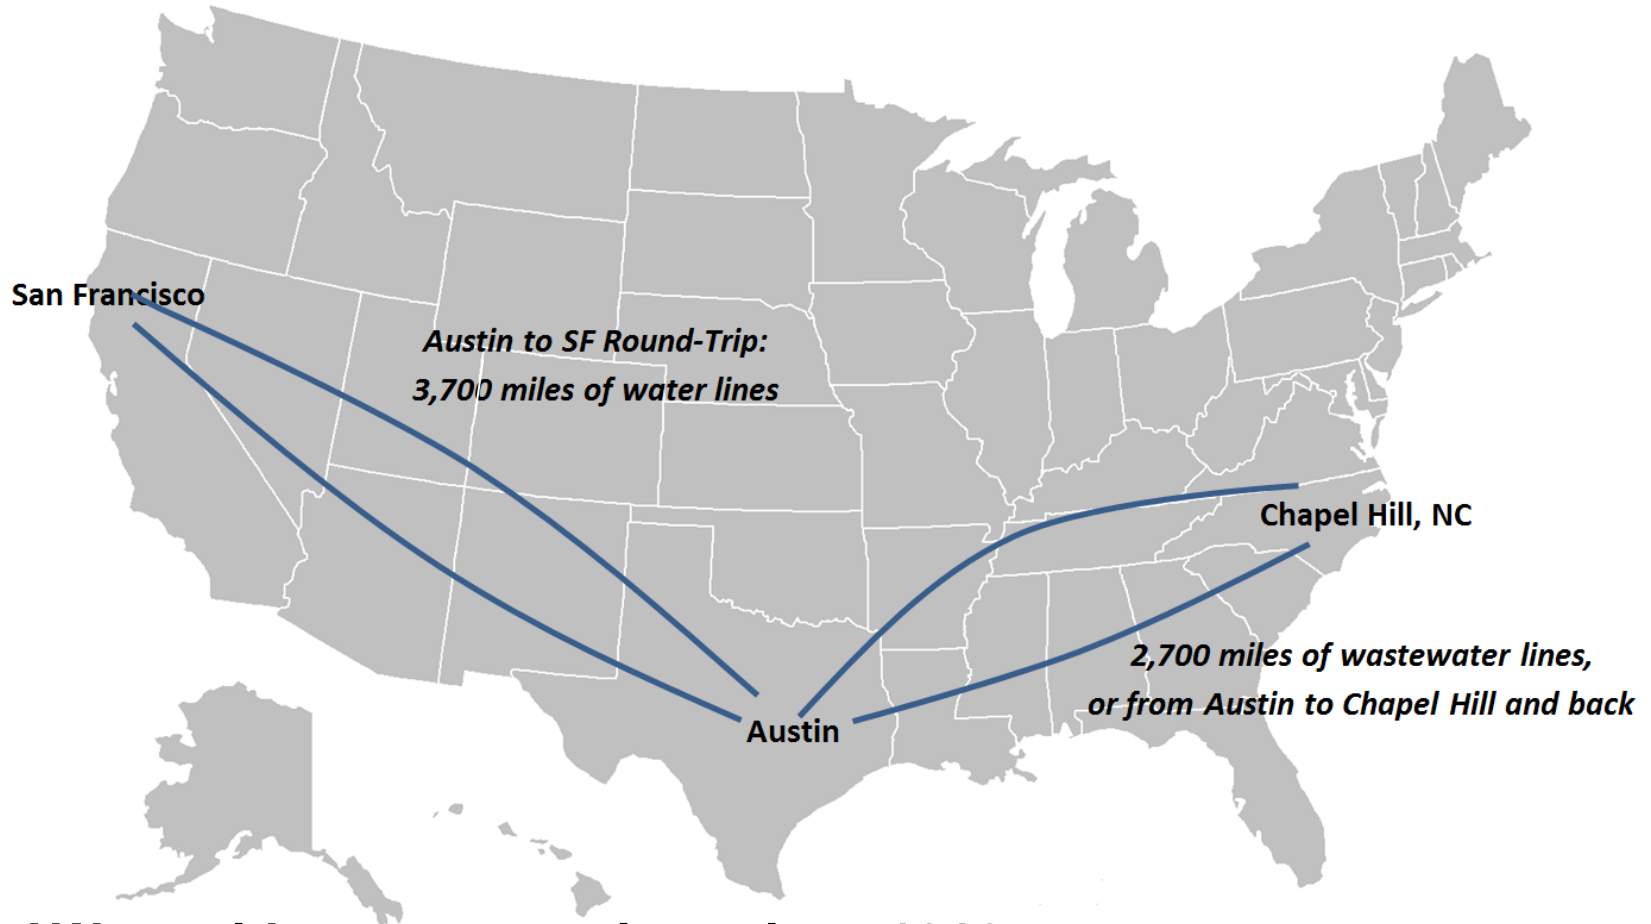 San Francisco
Austin to SF Round-Trip:
3,700 miles of water lines
Chapel Hill, NC
2,700 miles of wastewater lines,
or from Austin to Chapel Hill and back
Austin